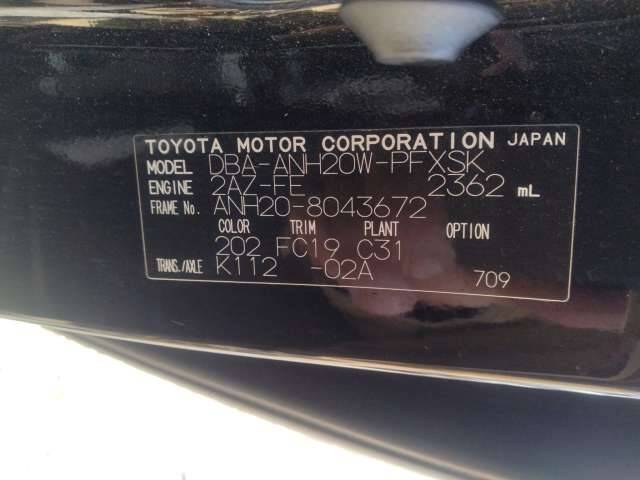 TOYOTA MOTOR CORPORATION JAPAN
MODEL DBA-ANH20W-PFXSK
ENGINE 2AZ-FE 2362 mL
FRAME No. ANH20-8043672
COLOR TRIM PLANT OPTION
202 FC19 C31
TRANS./AXLE K112 -02A 709